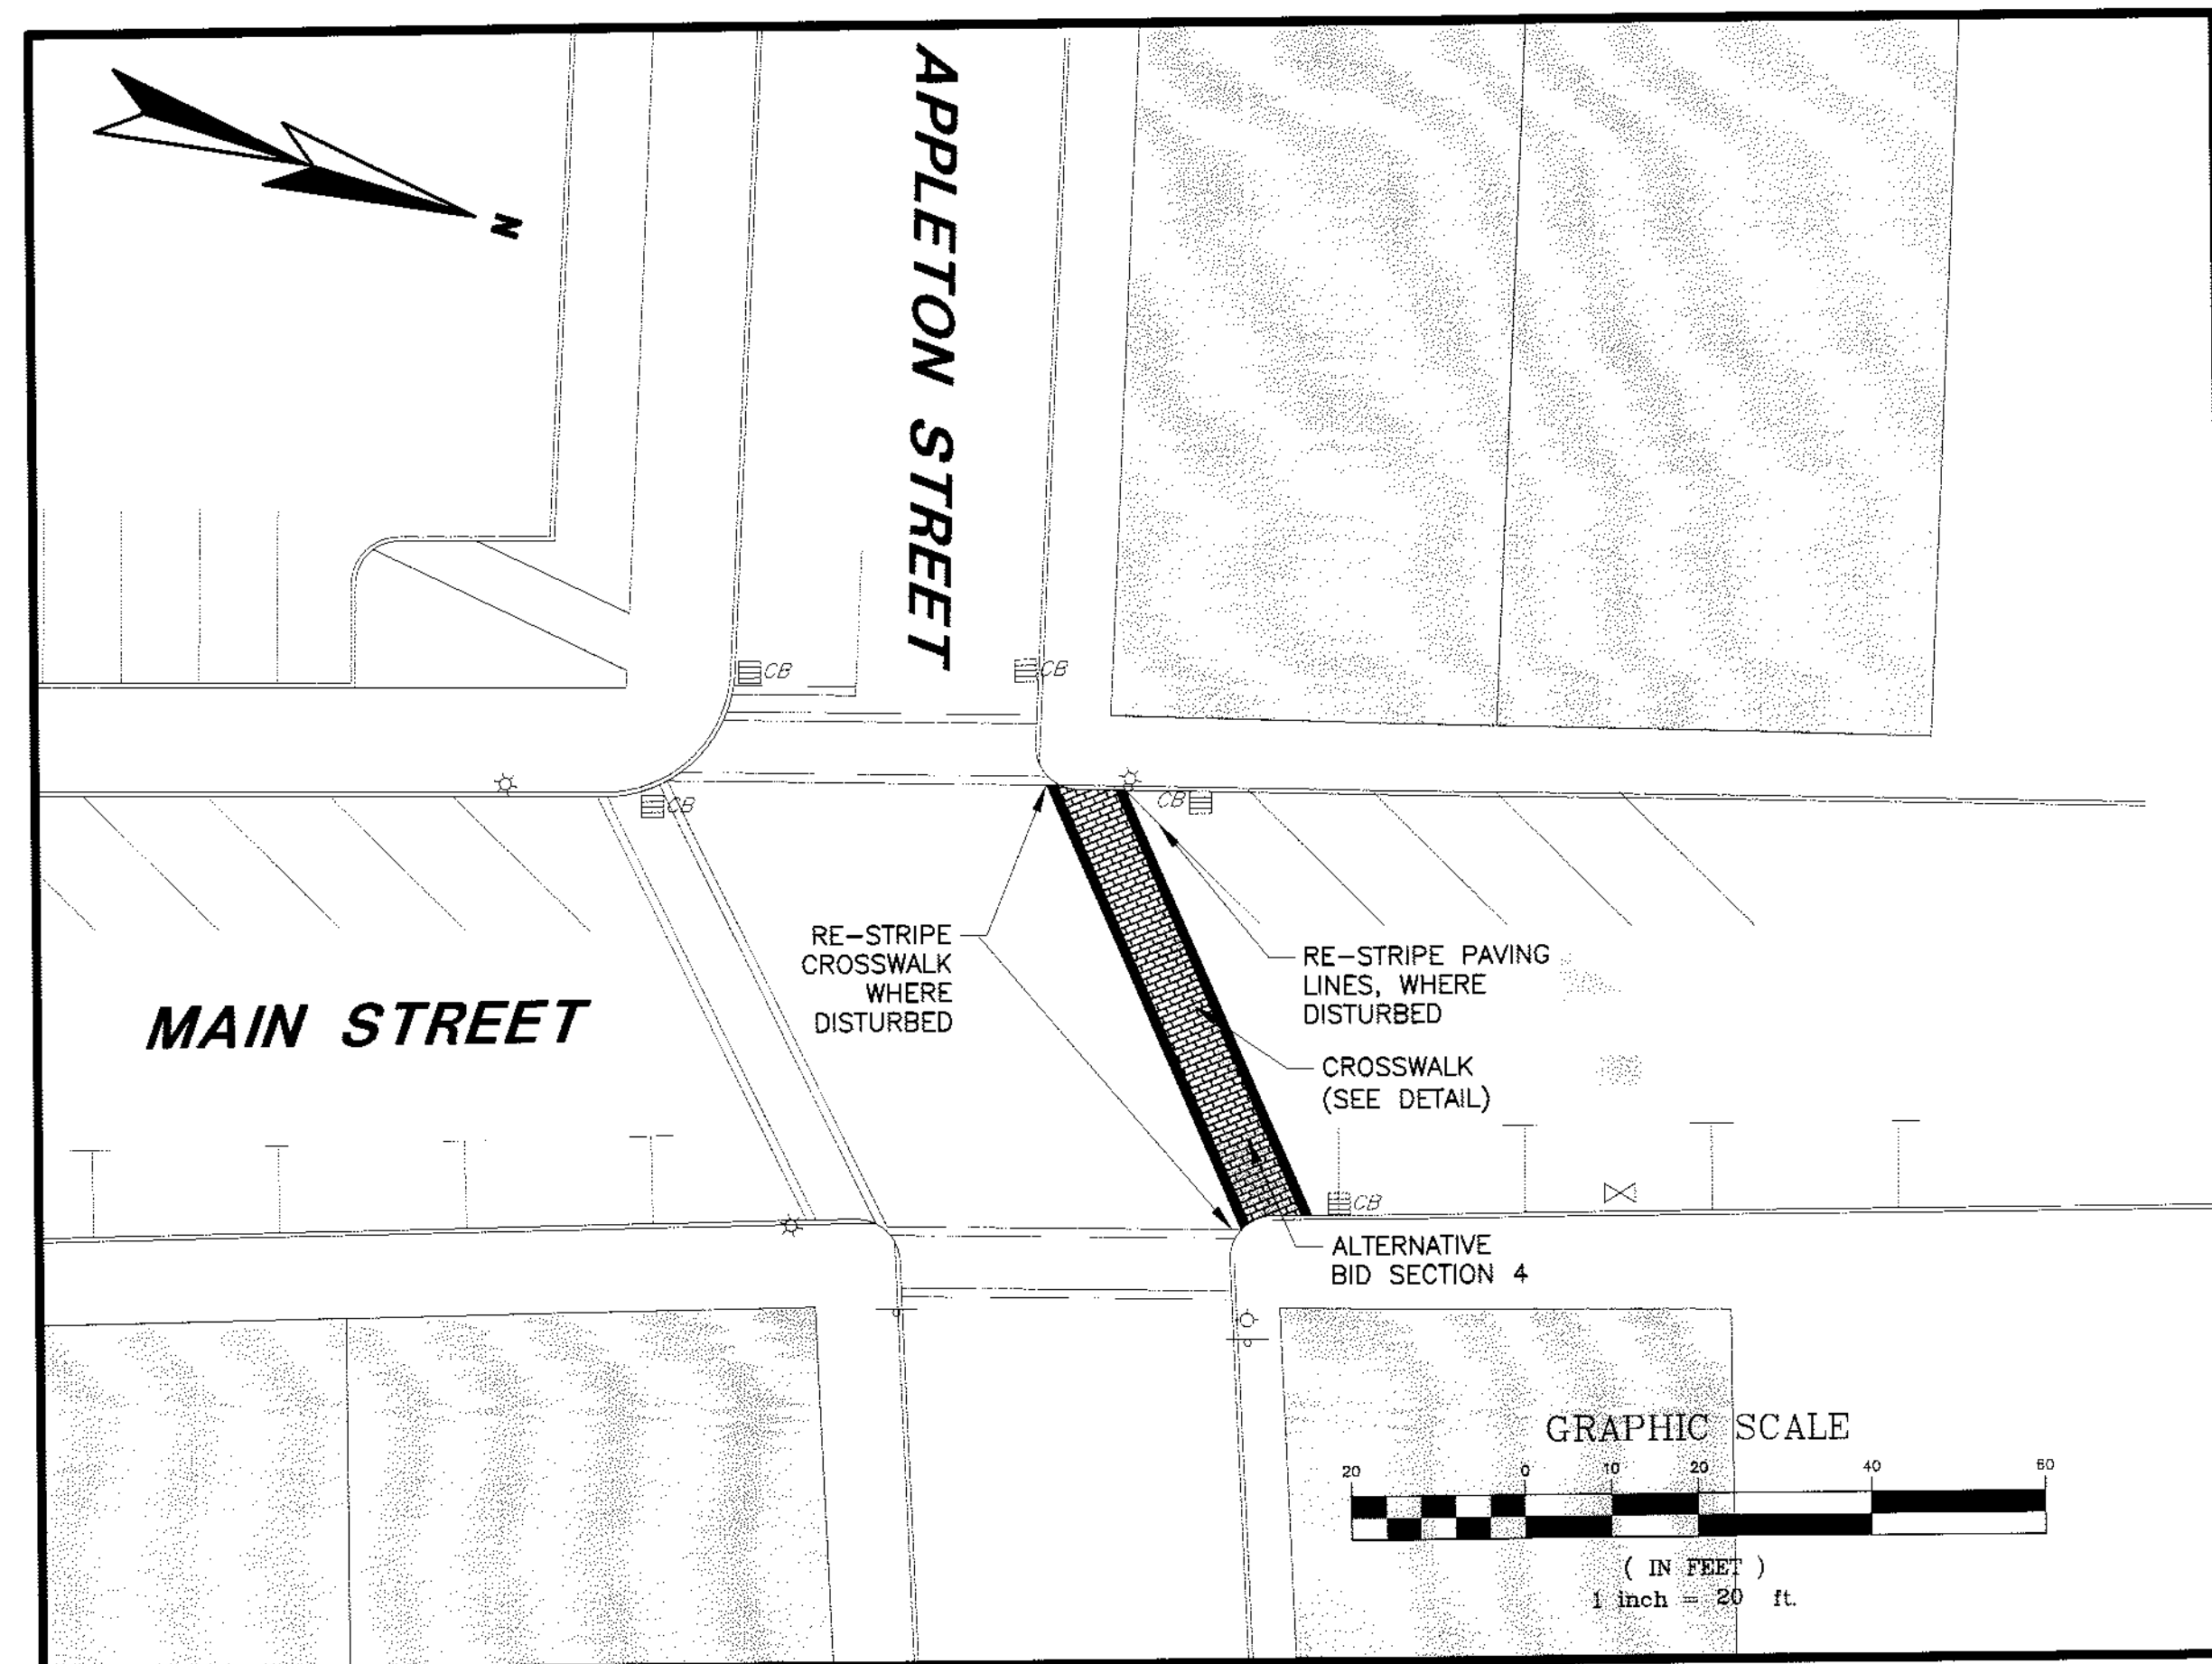 N
APPLETON STREET
CB
CB
CB
CB
RE-STRIPE
CROSSWALK
WHERE
DISTURBED
RE-STRIPE PAVING
LINES, WHERE
DISTURBED
MAIN STREET
CROSSWALK
(SEE DETAIL)
CB
ALTERNATIVE
BID SECTION 4
GRAPHIC SCALE
20 0 10 20 40 60
( IN FEET )
1 inch = 20 ft.